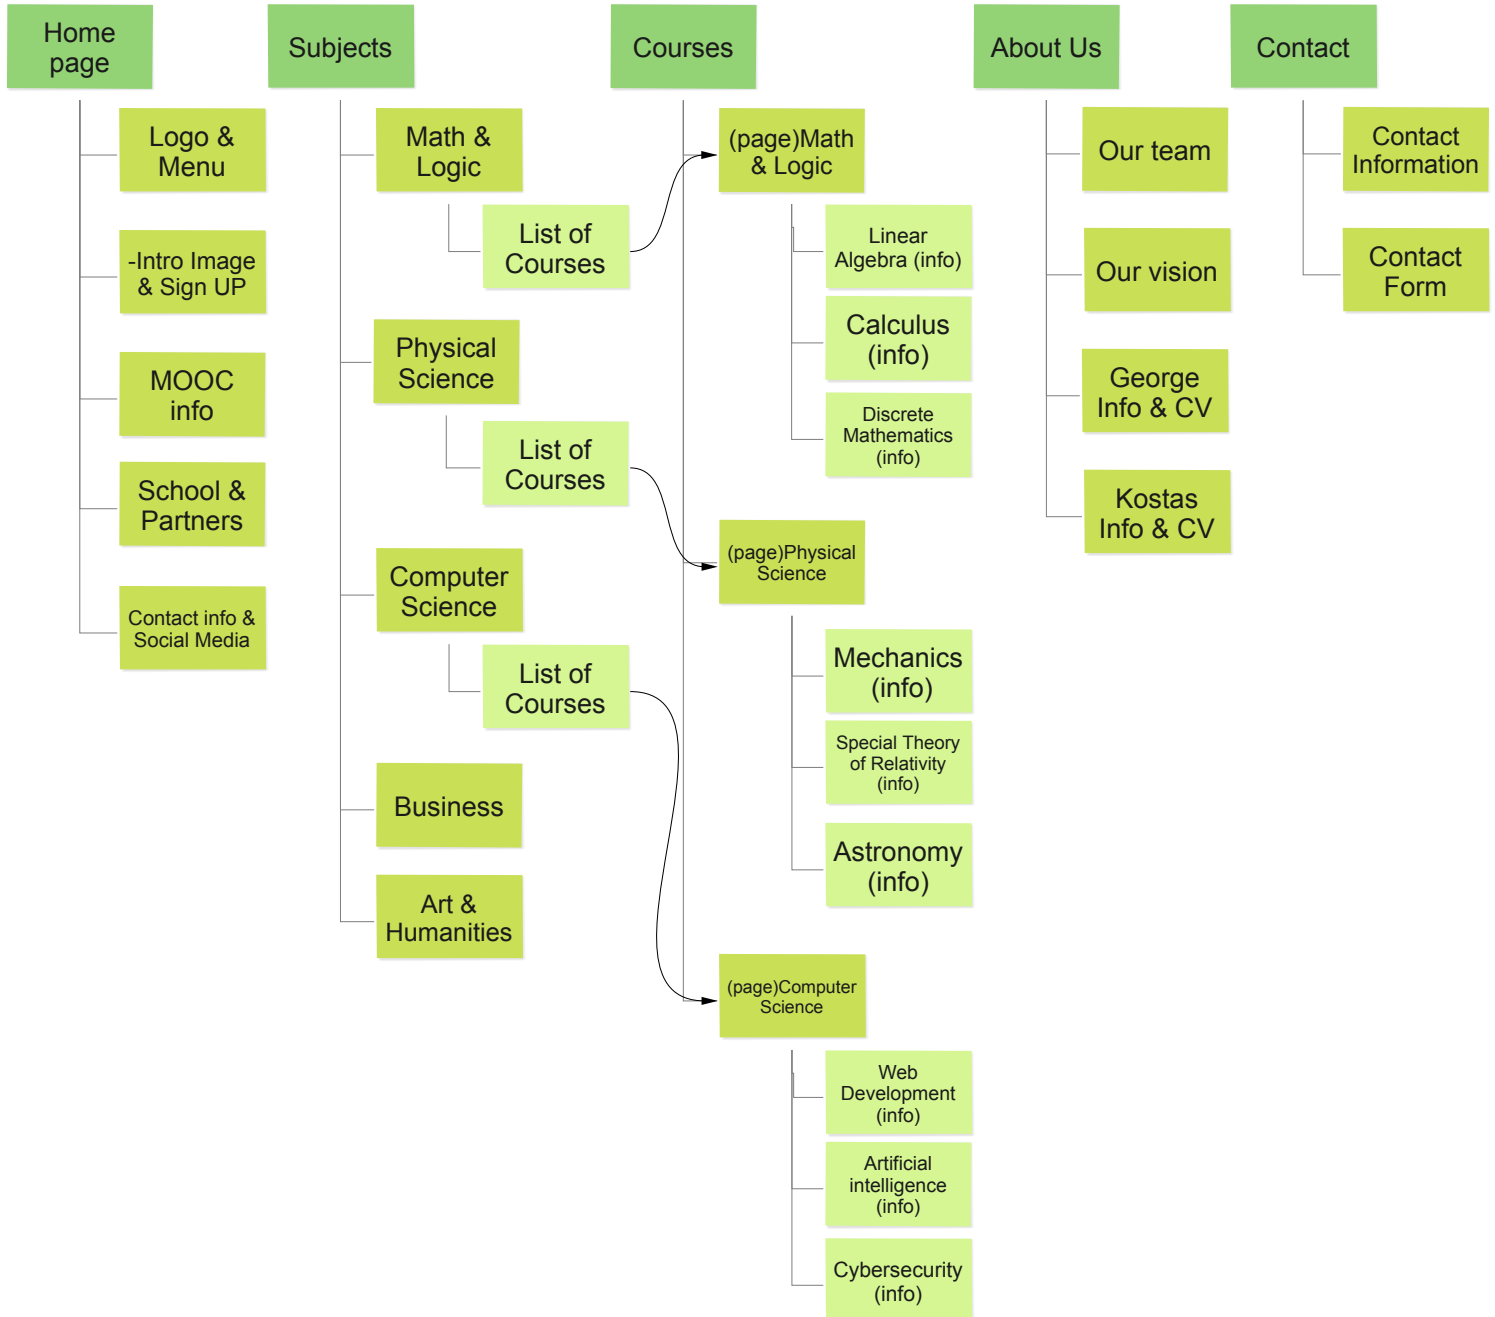 Home
page
Subjects
Courses
About Us
Contact
Logo &
Menu
-Intro Image
& Sign UP
MOOC
info
School &
Partners
Contact info &
Social Media
Math &
Logic
List of
Courses
Physical
Science
List of
Courses
Computer
Science
List of
Courses
Business
Art &
Humanities
(page)Math
& Logic
Linear
Algebra (info)
Calculus
(info)
Discrete
Mathematics
(info)
(page)Physical
Science
Mechanics
(info)
Special Theory
of Relativity
(info)
Astronomy
(info)
(page)Computer
Science
Web
Development
(info)
Artificial
intelligence
(info)
Cybersecurity
(info)
Our team
Our vision
George
Info & CV
Kostas
Info & CV
Contact
Information
Contact
Form